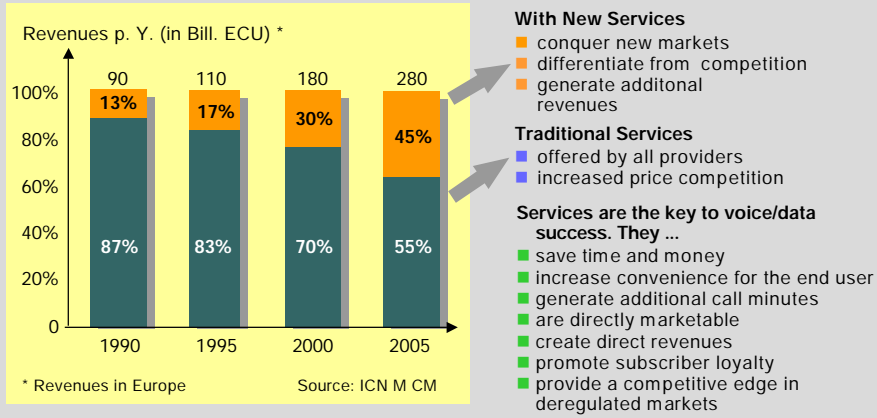 Revenues p. Y. (in Bill. ECU) *
90 110 180 280
100%
13% 17% 30% 45%
80%
60%
40%
87% 83% 70% 55%
20%
0
1990 1995 2000 2005
* Revenues in Europe Source: ICN M CM
With New Services
conquer new markets
differentiate from competition
generate additonal
revenues
Traditional Services
offered by all providers
increased price competition
Services are the key to voice/data
success. They ...
save time and money
increase convenience for the end user
generate additional call minutes
are directly marketable
create direct revenues
promote subscriber loyalty
provide a competitive edge in
deregulated markets